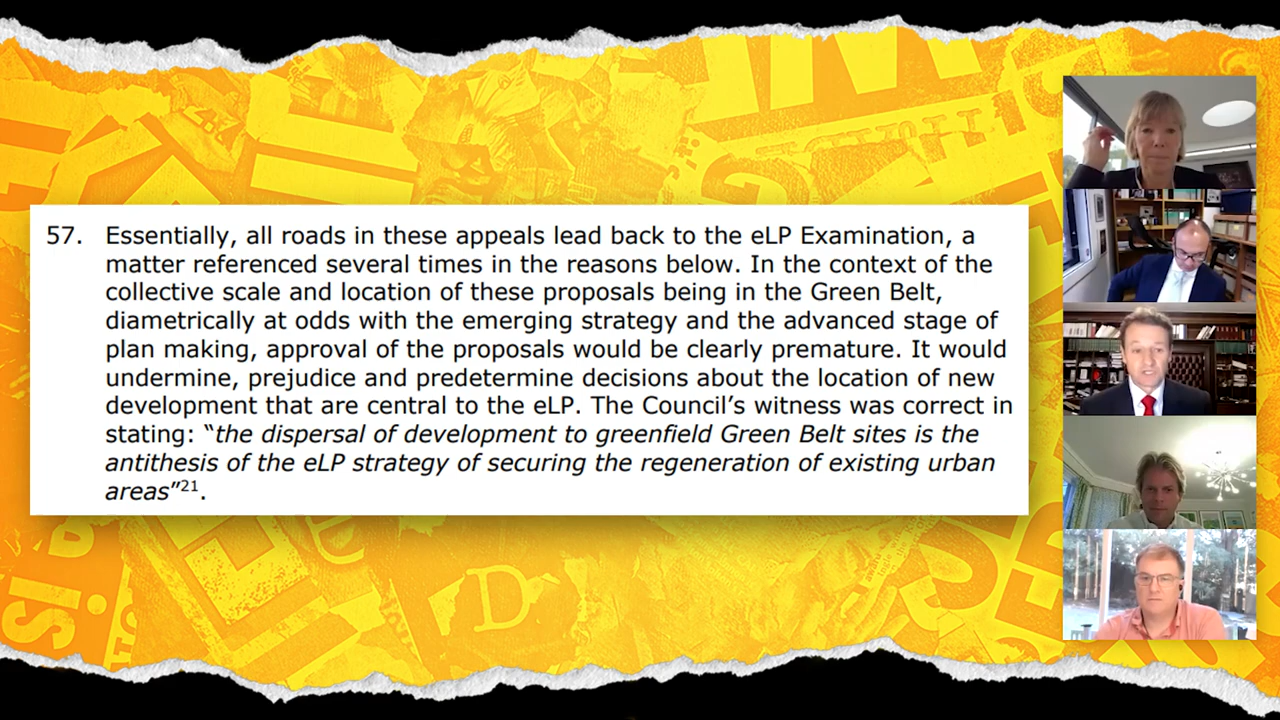 57. Essentially, all roads in these appeals lead back to the eLP Examination, a
matter referenced several times in the reasons below. In the context of the
collective scale and location of these proposals being in the Green Belt,
diametrically at odds with the emerging strategy and the advanced stage of
plan making, approval of the proposals would be clearly premature. It would
undermine, prejudice and predetermine decisions about the location of new
development that are central to the eLP. The Council’s witness was correct in
stating: “the dispersal of development to greenfield Green Belt sites is the
antithesis of the eLP strategy of securing the regeneration of existing urban
areas”21.